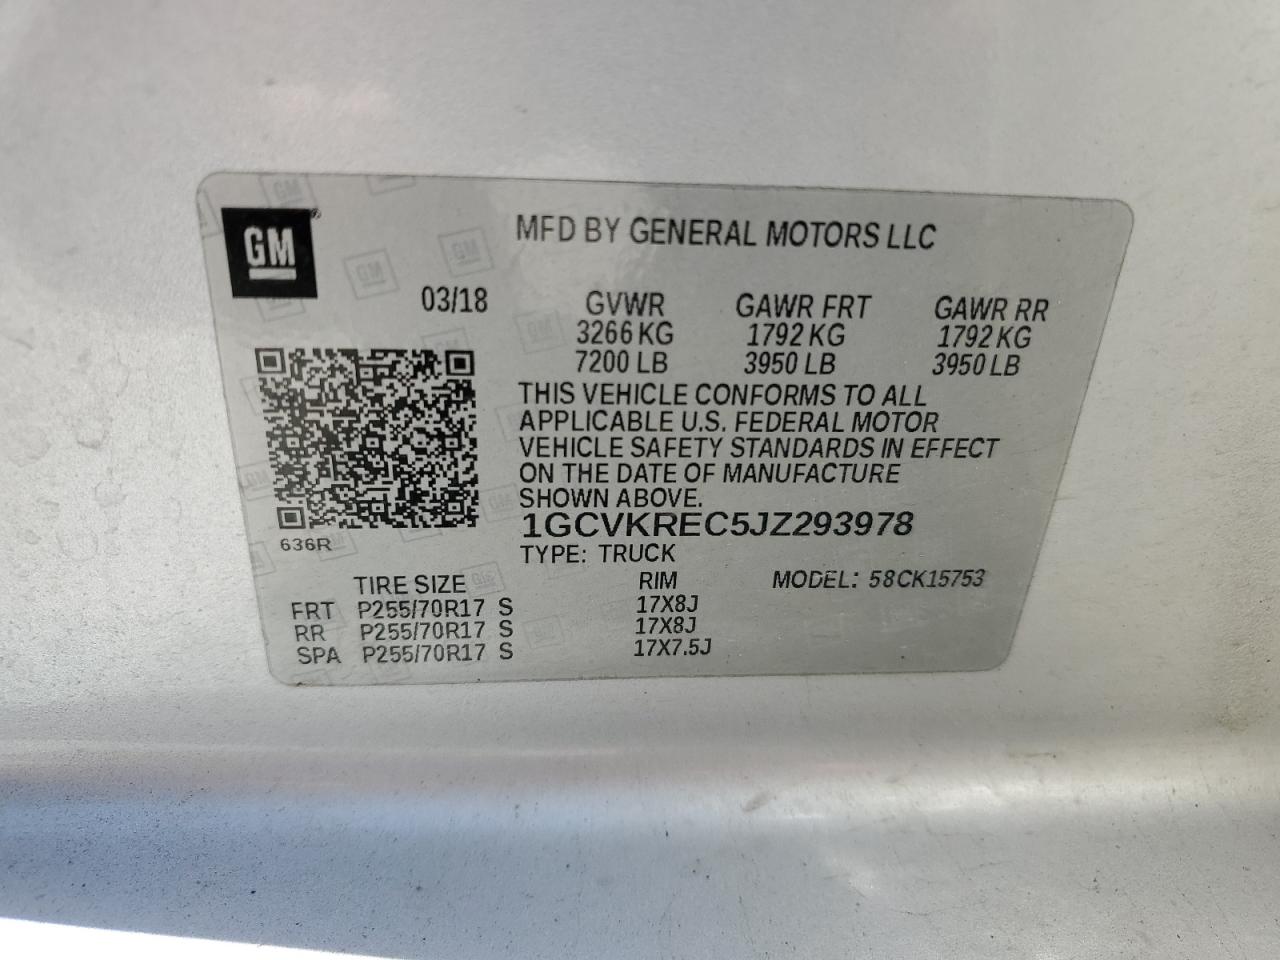 GM®
MFD BY GENERAL MOTORS LLC
03/18 GVWR GAWR FRT GAWR RR
3266 KG 1792 KG 1792 KG
7200 LB 3950 LB 3950 LB
THIS VEHICLE CONFORMS TO ALL
APPLICABLE U.S. FEDERAL MOTOR
VEHICLE SAFETY STANDARDS IN EFFECT
ON THE DATE OF MANUFACTURE
SHOWN ABOVE.
1GCVKREC5JZ293978
636R
TYPE: TRUCK
TIRE SIZE RIM MODEL: 58CK15753
FRT P255/70R17 S 17X8J
RR P255/70R17 S 17X8J
SPA P255/70R17 S 17X7.5J